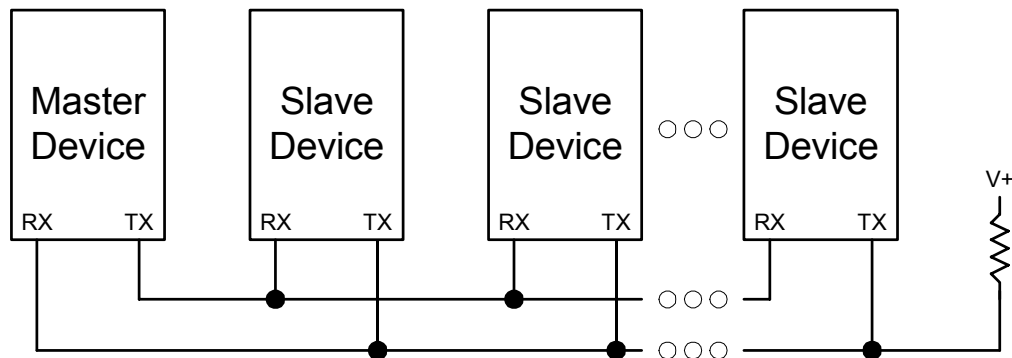 Master
Device
RX TX
Slave
Device
RX TX
Slave
Device
RX TX
Slave
Device
RX TX
V+